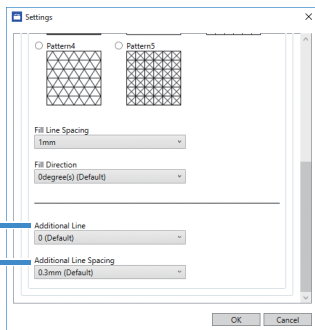 Settings
Pattern4 Pattern5
Fill Line Spacing
1mm
Fill Direction
0degree(s) (Default)
Additional Line
0 (Default)
Additional Line Spacing
0.3mm (Default)
OK Cancel